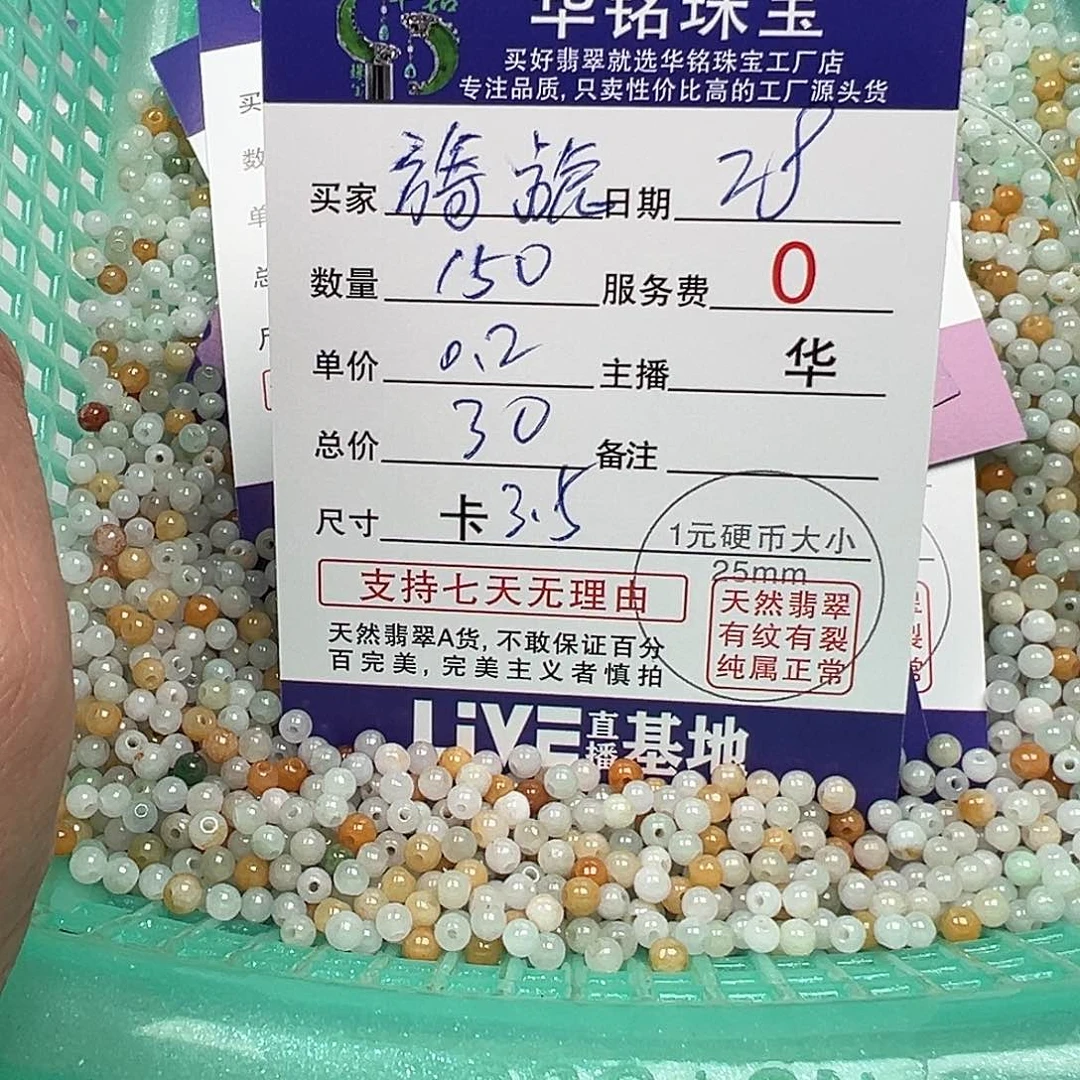 华铭珠宝
买好翡翠就选华铭珠宝工厂店
专注品质,只卖性价比高的工厂源头货
买家 日期 28
数量 150 服务费 0
单价 0.2 主播 华
总价 30 备注
尺寸 卡3.5
1元硬币大小
25mm
支持七天无理由
天然翡翠
有纹有裂
纯属正常
天然翡翠A货,不敢保证百分
百完美,完美主义者慎拍
LiVE直播基地
买
数
单
总